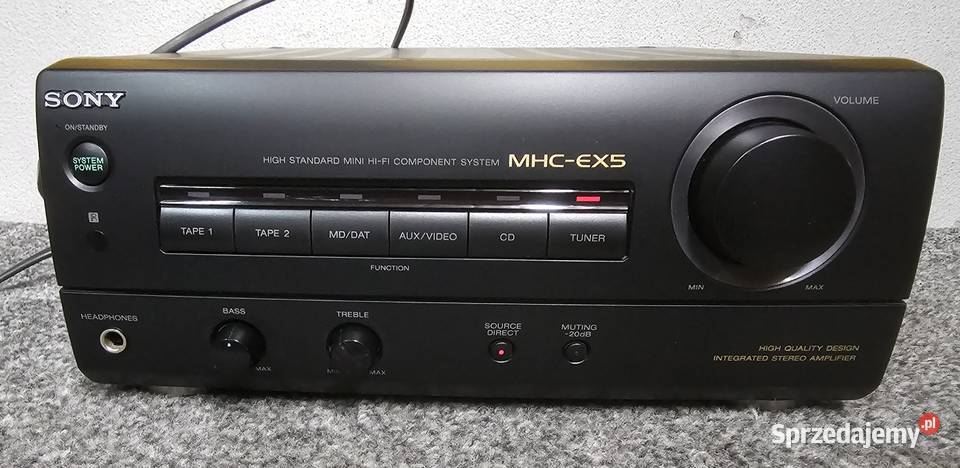 SONY
VOLUME
ON/STANDBY
SYSTEM
POWER
HIGH STANDARD MINI HI-FI COMPONENT SYSTEM MHC-EX5
R
TAPE 1 TAPE 2 MD/DAT AUX/VIDEO CD TUNER
FUNCTION
MIN MAX
HEADPHONES
BASS
MAX
TREBLE
MAX
SOURCE
DIRECT
MUTING
-20dB
HIGH QUALITY DESIGN
INTEGRATED STEREO AMPLIFIER
Sprzedajemy.pl